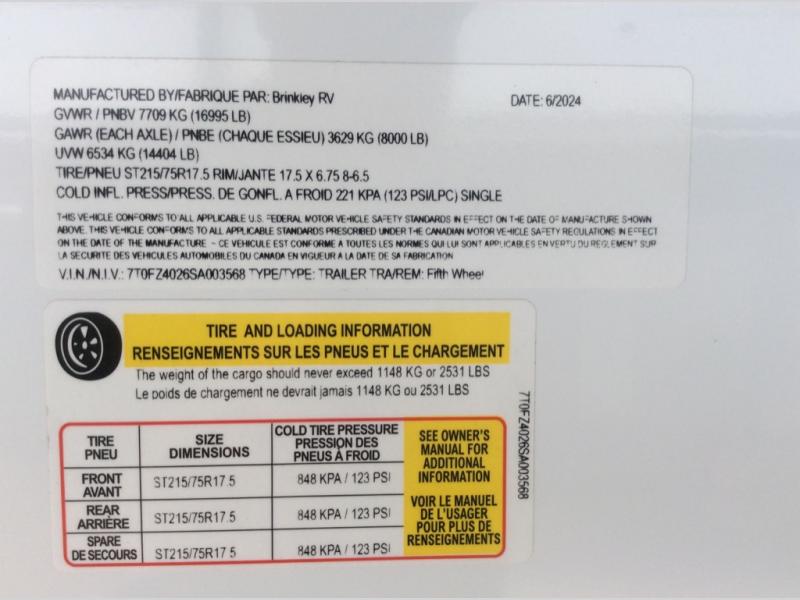 MANUFACTURED BY/FABRIQUE PAR: Brinkley RV DATE: 6/2024
GVWR / PNBV 7709 KG (16995 LB)
GAWR (EACH AXLE) / PNBE (CHAQUE ESSIEU) 3629 KG (8000 LB)
UVW 6534 KG (14404 LB)
TIRE/PNEU ST215/75R17.5 RIM/JANTE 17.5 X 6.75 8-6.5
COLD INFL. PRESS/PRESS. DE GONFL. A FROID 221 KPA (123 PSI/LPC) SINGLE
THIS VEHICLE CONFORMS TO ALL APPLICABLE U.S. FEDERAL MOTOR VEHICLE SAFETY STANDARDS IN EFFECT ON THE DATE OF MANUFACTURE SHOWN
ABOVE. THIS VEHICLE CONFORMS TO ALL APPLICABLE STANDARDS PRESCRIBED UNDER THE CANADIAN MOTOR VEHICLE SAFETY REGULATIONS IN EFFECT
ON THE DATE OF THE MANUFACTURE - CE VEHICULE EST CONFORME A TOUTES LES NORMES QUI LUI SONT APPLICABLES EN VERTU DU REGLEMENT SUR
LA SECURITE DES VEHICULES AUTOMOBILES DU CANADA EN VIGUEUR A LA DATE DE SA FABRICATION
V.I.N./N.I.V.: 7T0FZ4026SA003568 TYPE/TYPE: TRAILER TRA/REM: Fifth Wheel
TIRE AND LOADING INFORMATION
RENSEIGNEMENTS SUR LES PNEUS ET LE CHARGEMENT
The weight of the cargo should never exceed 1148 KG or 2531 LBS
Le poids de chargement ne devrait jamais 1148 KG ou 2531 LBS
TIRE
PNEU
SIZE
DIMENSIONS
COLD TIRE PRESSURE
PRESSION DES
PNEUS À FROID
FRONT
AVANT
ST215/75R17.5
848 KPA / 123 PSI
REAR
ARRIÈRE
ST215/75R17.5
848 KPA / 123 PSI
SPARE
DE SECOURS
ST215/75R17.5
848 KPA / 123 PSI
SEE OWNER'S
MANUAL FOR
ADDITIONAL
INFORMATION
VOIR LE MANUEL
DE L'USAGER
POUR PLUS DE
RENSEIGNEMENTS
7T0FZ4026SA003568